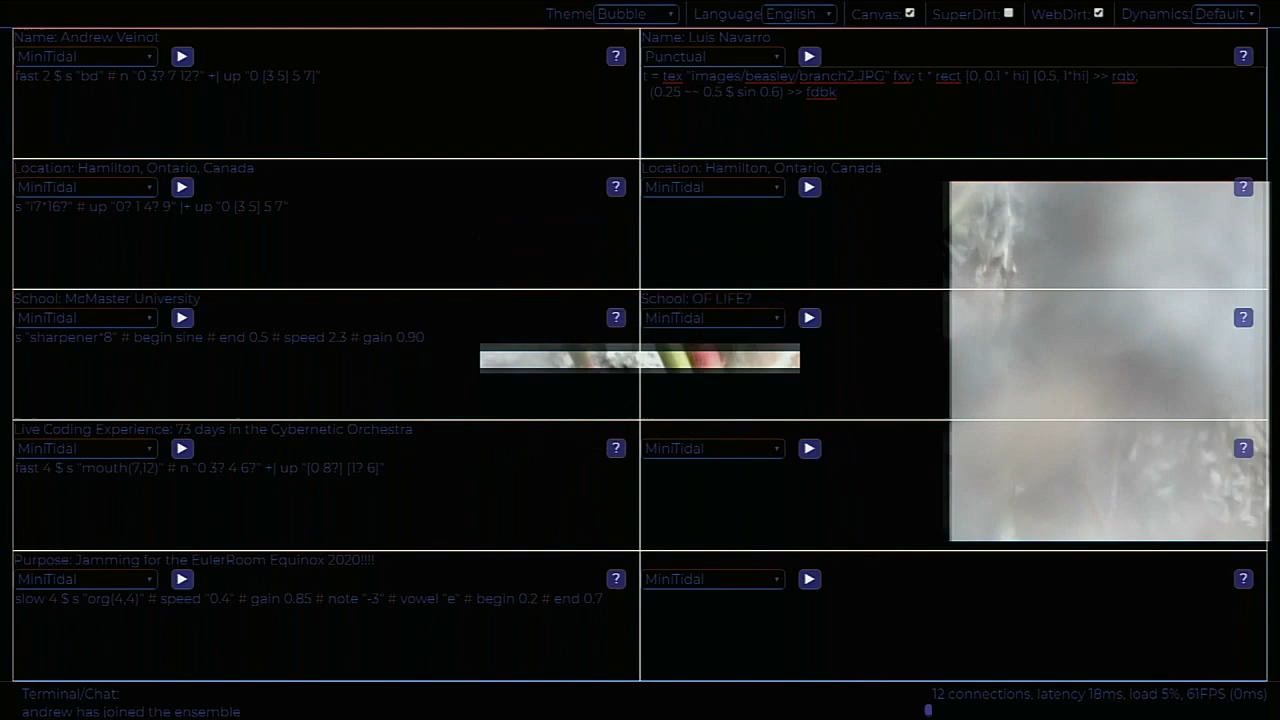 Theme Bubble Language English Canvas: SuperDirt: WebDirt: Dynamics: Default
Name: Andrew Veinot
MiniTidal ?
fast 2 $ s "bd" # n "0 3? 7 12?" +| up "0 [3 5] 5 7]"
Name: Luis Navarro
Punctual ?
t = tex "images/beasley/branch2.JPG" fxy; t * rect [0, 0.1 * hi] [0.5, 1*hi] >> rgb;
(0.25 ~~ 0.5 $ sin 0.6) >> fdbk
Location: Hamilton, Ontario, Canada
MiniTidal ?
s "i7*16?" # up "0? 1 4? 9" |+ up "0 [3 5] 5 7"
Location: Hamilton, Ontario, Canada
MiniTidal ?
School: McMaster University
MiniTidal ?
s "sharpener*8" # begin sine # end 0.5 # speed 2.3 # gain 0.90
School: OF LIFE?
MiniTidal ?
Live Coding Experience: 73 days in the Cybernetic Orchestra
MiniTidal ?
fast 4 $ s "mouth(7,12)" # n "0 3? 4 6?" +| up "[0 8?] [1? 6]"
MiniTidal ?
Purpose: Jamming for the EulerRoom Equinox 2020!!!!
MiniTidal ?
slow 4 $ s "org(4,4)" # speed "0.4" # gain 0.85 # note "-3" # vowel "e" # begin 0.2 # end 0.7
MiniTidal ?
Terminal/Chat:
12 connections, latency 18ms, load 5%, 61FPS (0ms)
andrew has joined the ensemble